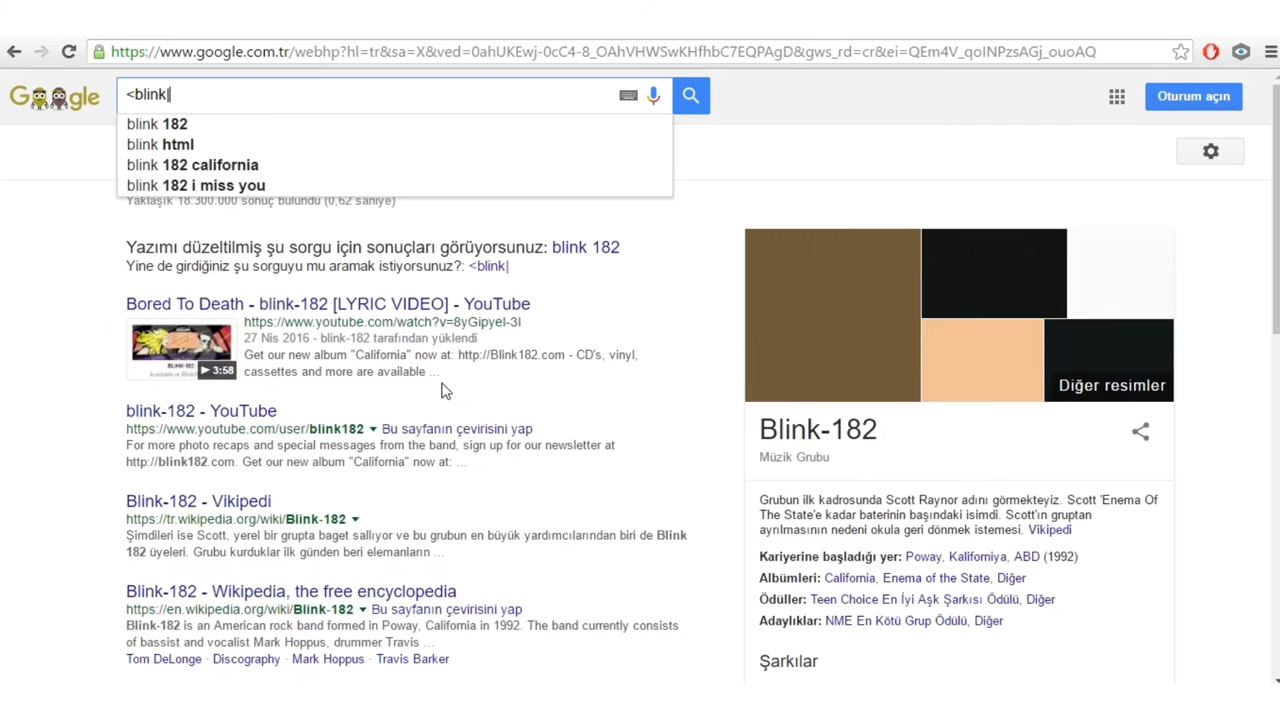 https://www.google.com.tr/webhp?hl=tr&sa=X&ved=0ahUKEwj-0cC4-8_OAhVHWSwKHfhbC7EQPAgD&gws_rd=cr&ei=QEm4V_qoINPzsAGj_ouoAQ
Google
<blink|
Oturum açın
blink 182
blink html
blink 182 california
blink 182 i miss you
Yaklaşık 18.300.000 sonuç bulundu (0,62 saniye)
Yazımı düzeltilmiş şu sorgu için sonuçları görüyorsunuz: blink 182
Yine de girdiğiniz şu sorguyu mu aramak istiyorsunuz?: <blink|
Bored To Death - blink-182 [LYRIC VIDEO] - YouTube
https://www.youtube.com/watch?v=8yGipyeI-3I
27 Nis 2016 - blink-182 tarafından yüklendi
Get our new album "California" now at: http://Blink182.com - CD's, vinyl,
cassettes and more are available ...
3:58
blink-182 - YouTube
https://www.youtube.com/user/blink182 Bu sayfanın çevirisini yap
For more photo recaps and special messages from the band, sign up for our newsletter at
http://blink182.com. Get our new album "California" now at: ...
Blink-182 - Vikipedi
https://tr.wikipedia.org/wiki/Blink-182
Şimdileri ise Scott, yerel bir grupta baget sallıyor ve bu grubun en büyük yardımcılarından biri de Blink
182 üyeleri. Grubu kurduklar ilk günden beri elemanların ...
Blink-182 - Wikipedia, the free encyclopedia
https://en.wikipedia.org/wiki/Blink-182 Bu sayfanın çevirisini yap
Blink-182 is an American rock band formed in Poway, California in 1992. The band currently consists
of bassist and vocalist Mark Hoppus, drummer Travis ...
Tom DeLonge · Discography · Mark Hoppus · Travis Barker
Diğer resimler
Blink-182
Müzik Grubu
Grubun ilk kadrosunda Scott Raynor adını görmekteyiz. Scott 'Enema Of
The State'e kadar baterinin başındaki isimdi. Scott'ın gruptan
ayrılmasının nedeni okula geri dönmek istemesi. Vikipedi
Kariyerine başladığı yer: Poway, Kaliforniya, ABD (1992)
Albümleri: California, Enema of the State, Diğer
Ödüller: Teen Choice En İyi Aşk Şarkısı Ödülü, Diğer
Adaylıklar: NME En Kötü Grup Ödülü, Diğer
Şarkılar